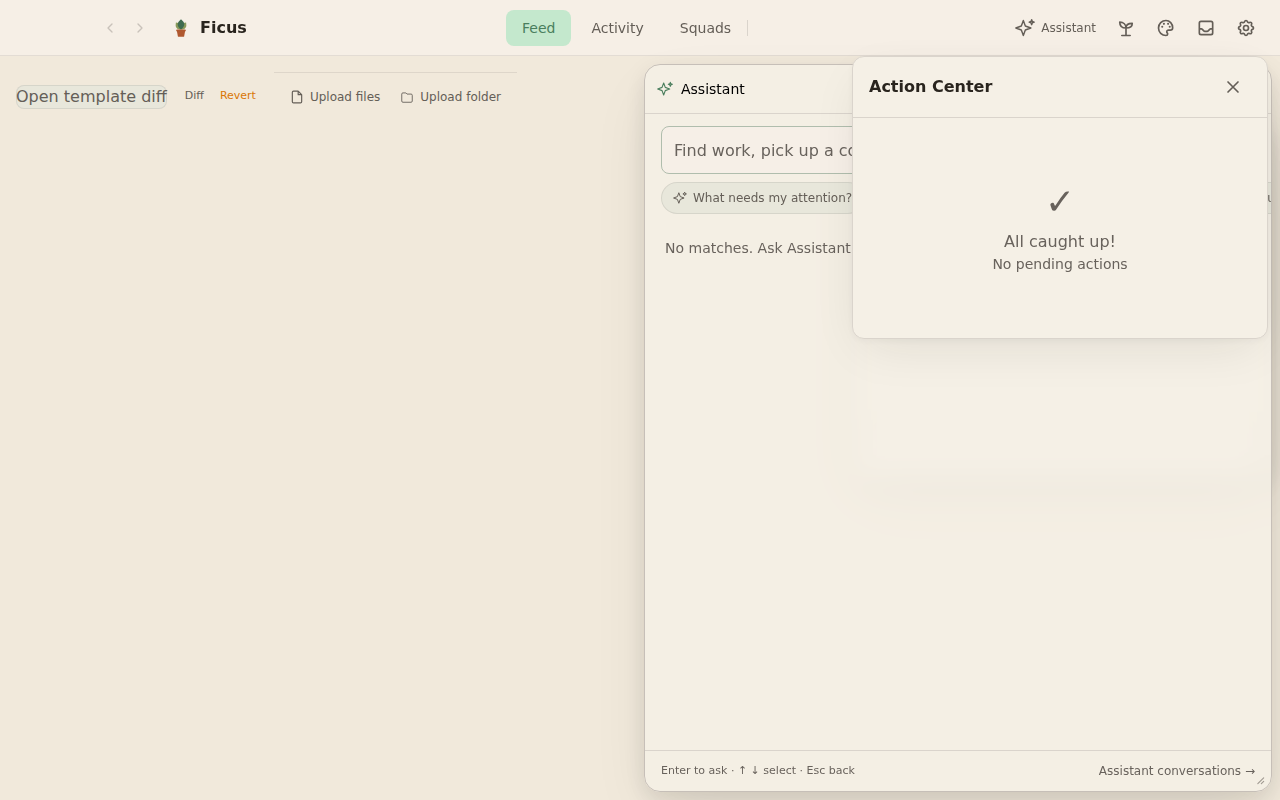 Ficus
Feed
Activity
Squads
Assistant
Open template diff
Diff
Revert
Upload files
Upload folder
Assistant
Find work, pick up a
What needs my attention?
No matches. Ask Assistant
Action Center
✓
All caught up!
No pending actions
Enter to ask · ↑ ↓ select · Esc back
Assistant conversations →